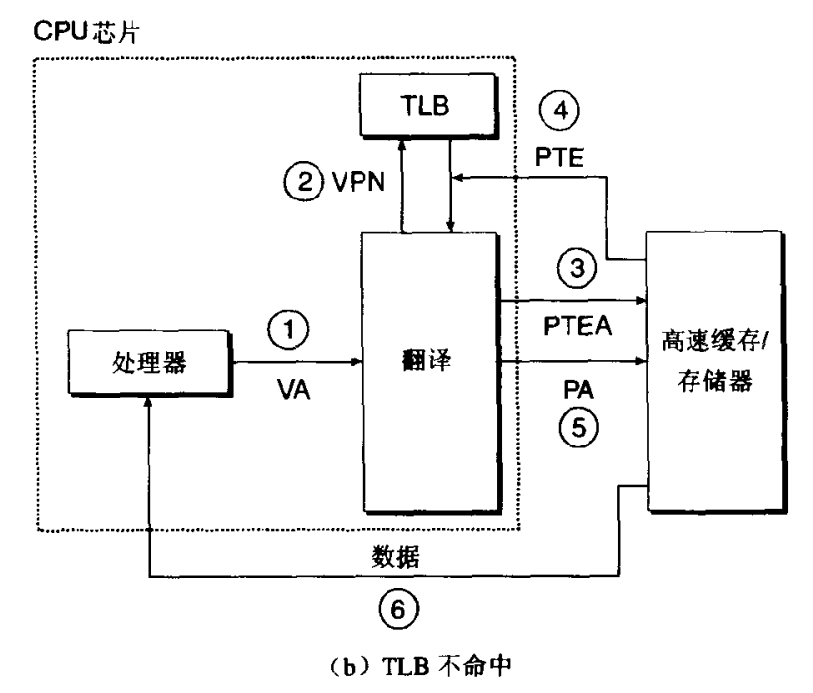 CPU芯片
TLB
④
PTE
② VPN
③
PTEA
①
处理器
VA
翻译
高速缓存/
存储器
PA
⑤
数据
⑥
（b）TLB 不命中